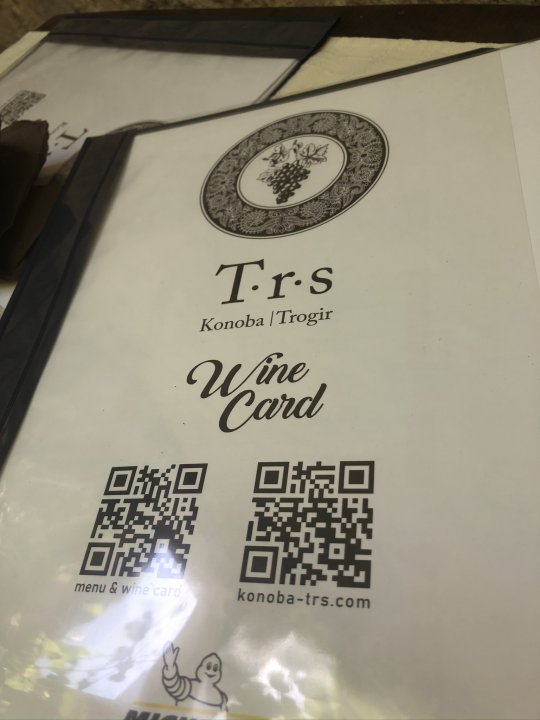 T·r·s
Konoba | Trogir
Wine
Card
menu & wine card
konoba-trs.com